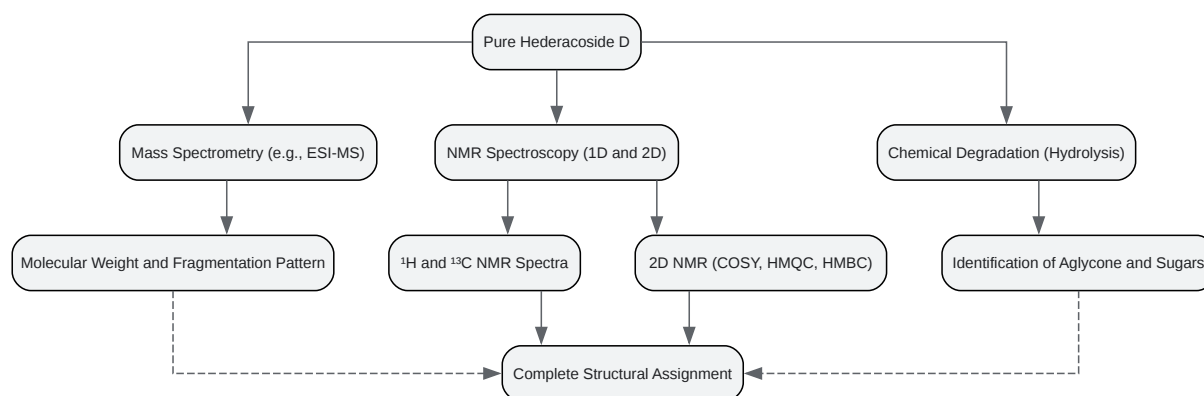 Pure Hederacoside D
Mass Spectrometry (e.g., ESI-MS)
NMR Spectroscopy (1D and 2D)
Chemical Degradation (Hydrolysis)
Molecular Weight and Fragmentation Pattern
¹H and ¹³C NMR Spectra
2D NMR (COSY, HMQC, HMBC)
Identification of Aglycone and Sugars
Complete Structural Assignment